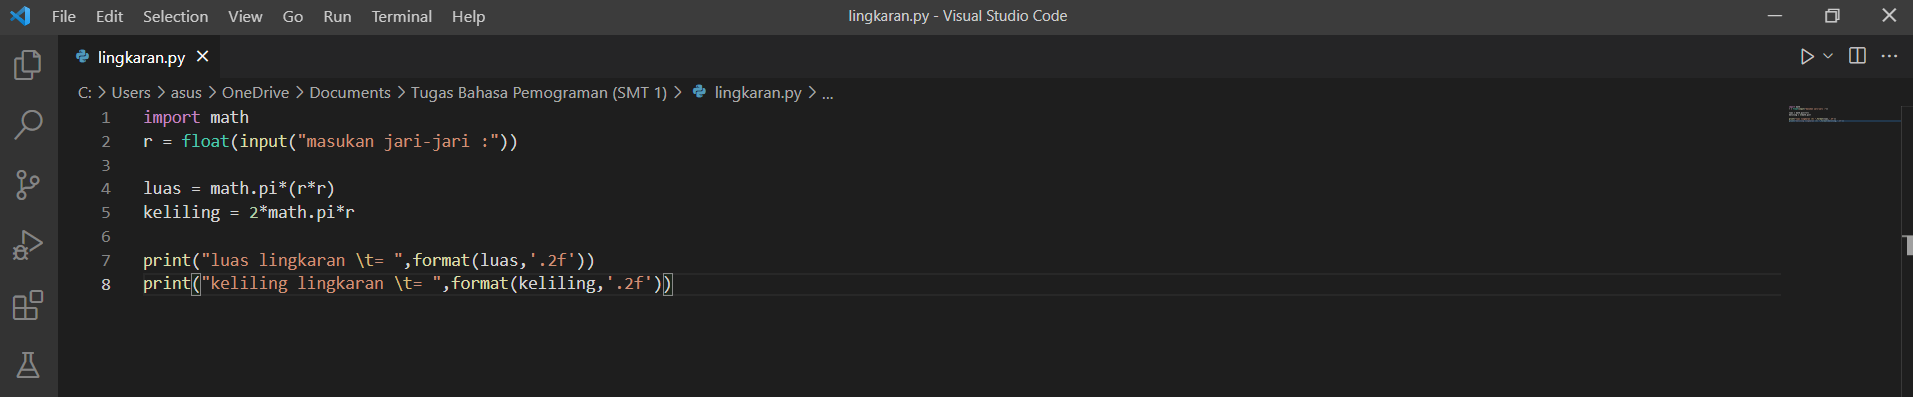 File Edit Selection View Go Run Terminal Help
lingkaran.py - Visual Studio Code
lingkaran.py
C: > Users > asus > OneDrive > Documents > Tugas Bahasa Pemograman (SMT 1) > lingkaran.py > ...
1 import math
2 r = float(input("masukan jari-jari :"))
3
4 luas = math.pi*(r*r)
5 keliling = 2*math.pi*r
6
7 print("luas lingkaran \t= ",format(luas,'.2f'))
8 print("keliling lingkaran \t= ",format(keliling,'.2f'))